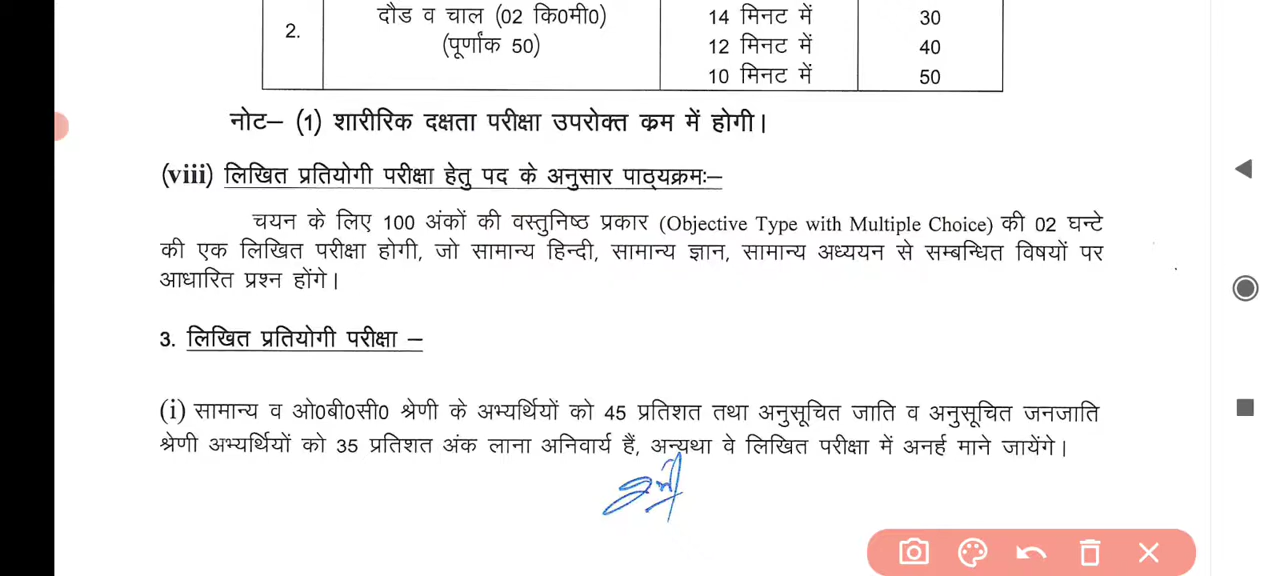 2.
दौड व चाल (02 कि0मी0)
(पूर्णांक 50)
14 मिनट में
30
12 मिनट में
40
10 मिनट में
50
नोट– (1) शारीरिक दक्षता परीक्षा उपरोक्त क्रम में होगी।
(viii) लिखित प्रतियोगी परीक्षा हेतु पद के अनुसार पाठ्यक्रमः–
चयन के लिए 100 अंकों की वस्तुनिष्ठ प्रकार (Objective Type with Multiple Choice) की 02 घन्टे
की एक लिखित परीक्षा होगी, जो सामान्य हिन्दी, सामान्य ज्ञान, सामान्य अध्ययन से सम्बन्धित विषयों पर
आधारित प्रश्न होंगे।
3. लिखित प्रतियोगी परीक्षा –
(i) सामान्य व ओ0बी0सी0 श्रेणी के अभ्यर्थियों को 45 प्रतिशत तथा अनुसूचित जाति व अनुसूचित जनजाति
श्रेणी अभ्यर्थियों को 35 प्रतिशत अंक लाना अनिवार्य हैं, अन्यथा वे लिखित परीक्षा में अनर्ह माने जायेंगे।